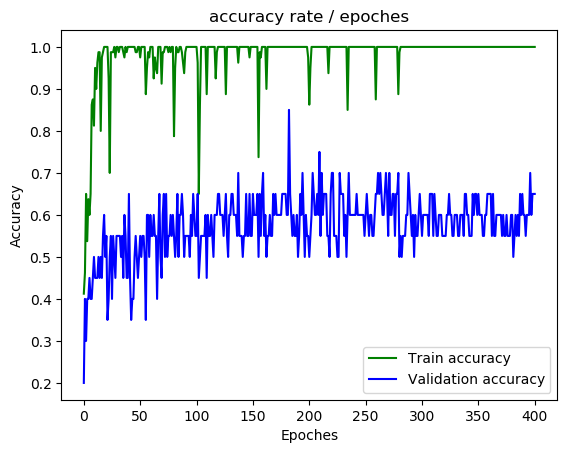 accuracy rate / epoches
1.0
0.9
0.8
0.7
0.6
0.5
0.4
0.3
0.2
Accuracy
Train accuracy
Validation accuracy
0 50 100 150 200 250 300 350 400
Epoches